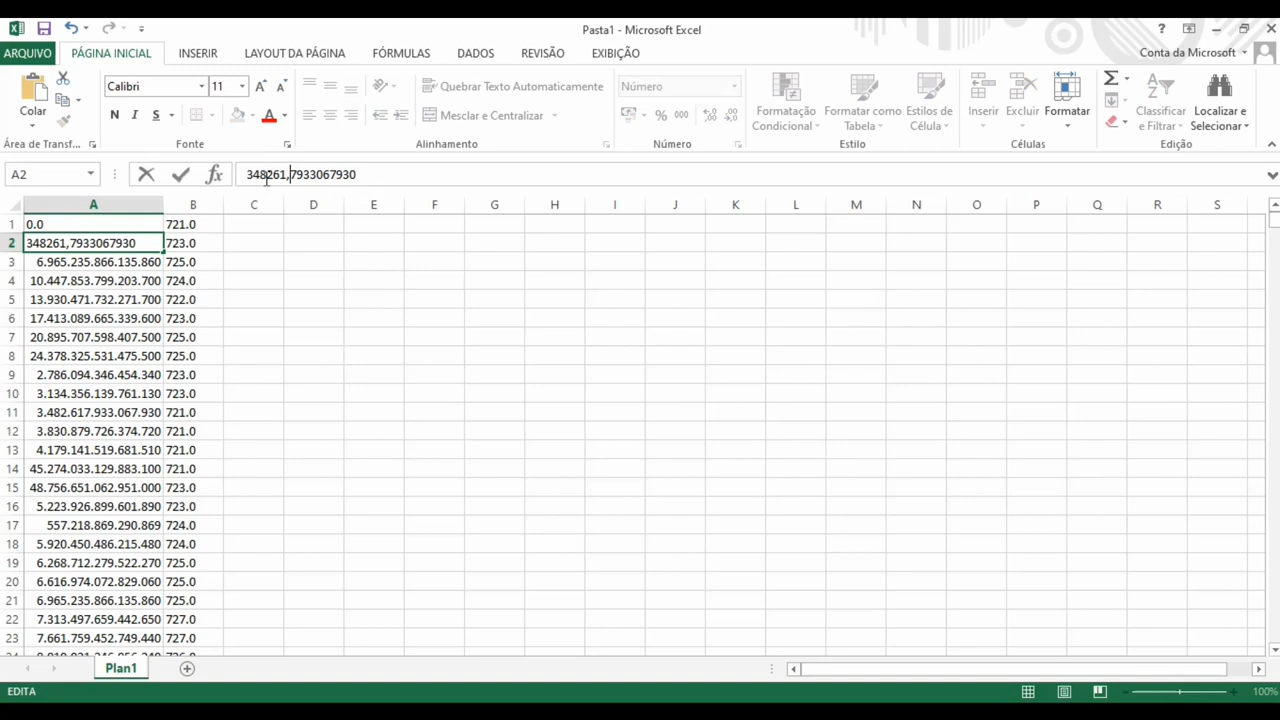 Pasta1 - Microsoft Excel
ARQUIVO PÁGINA INICIAL INSERIR LAYOUT DA PÁGINA FÓRMULAS DADOS REVISÃO EXIBIÇÃO Conta da Microsoft
Colar
Calibri 11
N I S
Quebrar Texto Automaticamente
Mesclar e Centralizar
Número
% 000
Formatação Condicional
Formatar como Tabela
Estilos de Célula
Inserir Excluir Formatar
Classificar e Filtrar
Localizar e Selecionar
Área de Transf... Fonte Alinhamento Número Estilo Células Edição
A2 fx 348261,7933067930
A B C D E F G H I J K L M N O P Q R S
1 0.0 721.0
2 348261,7933067930 723.0
3 6.965.235.866.135.860 725.0
4 10.447.853.799.203.700 724.0
5 13.930.471.732.271.700 722.0
6 17.413.089.665.339.600 723.0
7 20.895.707.598.407.500 725.0
8 24.378.325.531.475.500 725.0
9 2.786.094.346.454.340 723.0
10 3.134.356.139.761.130 723.0
11 3.482.617.933.067.930 721.0
12 3.830.879.726.374.720 721.0
13 4.179.141.519.681.510 721.0
14 45.274.033.129.883.100 721.0
15 48.756.651.062.951.000 723.0
16 5.223.926.899.601.890 723.0
17 557.218.869.290.869 724.0
18 5.920.450.486.215.480 724.0
19 6.268.712.279.522.270 725.0
20 6.616.974.072.829.060 725.0
21 6.965.235.866.135.860 725.0
22 7.313.497.659.442.650 727.0
23 7.661.759.452.749.440 727.0
Plan1
EDITA 100%